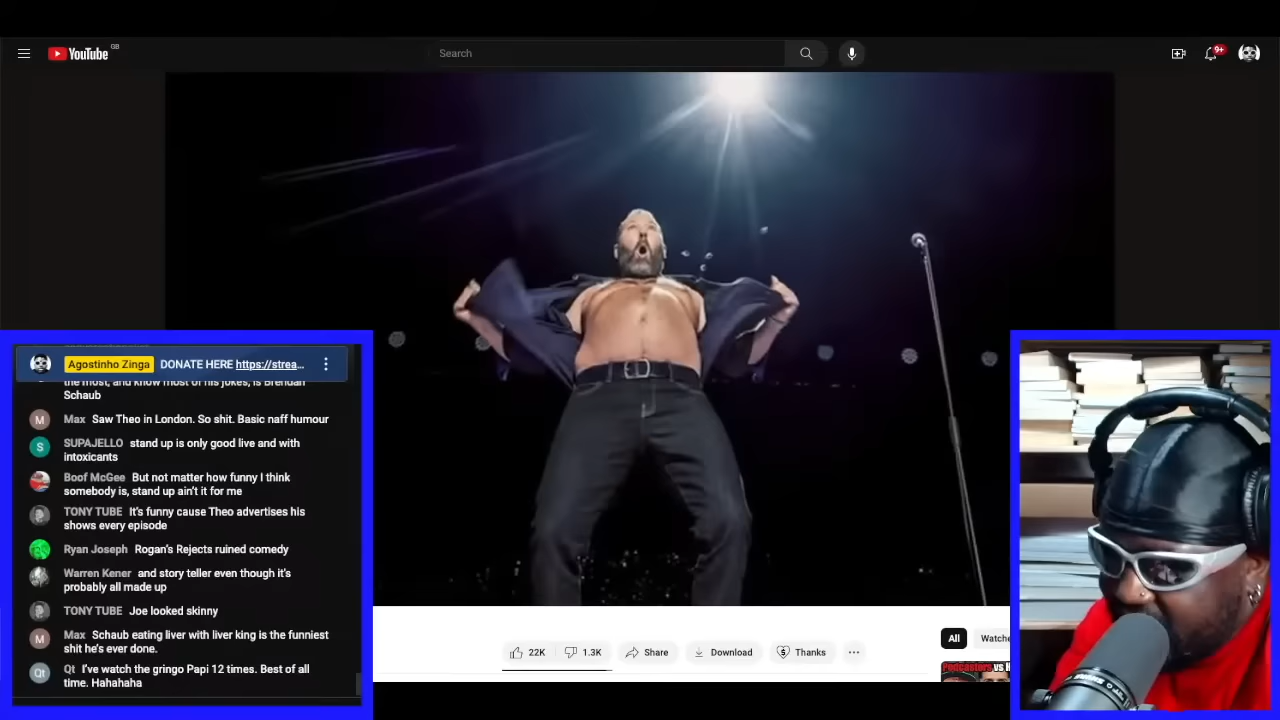 YouTube GB
Search
9+
Agostinho Zinga DONATE HERE https://strea...
the most, and know most of his jokes, is Brendan
Schaub
M Max Saw Theo in London. So shit. Basic naff humour
S SUPAJELLO stand up is only good live and with
intoxicants
Boof McGee But not matter how funny I think
somebody is, stand up ain't it for me
TONY TUBE It's funny cause Theo advertises his
shows every episode
Ryan Joseph Rogan's Rejects ruined comedy
Warren Kener and story teller even though it's
probably all made up
TONY TUBE Joe looked skinny
M Max Schaub eating liver with liver king is the funniest
shit he's ever done.
Qt Qt I've watch the gringo Papi 12 times. Best of all
time. Hahahaha
22K 1.3K Share Download Thanks
All Watche
Podcasters vs H